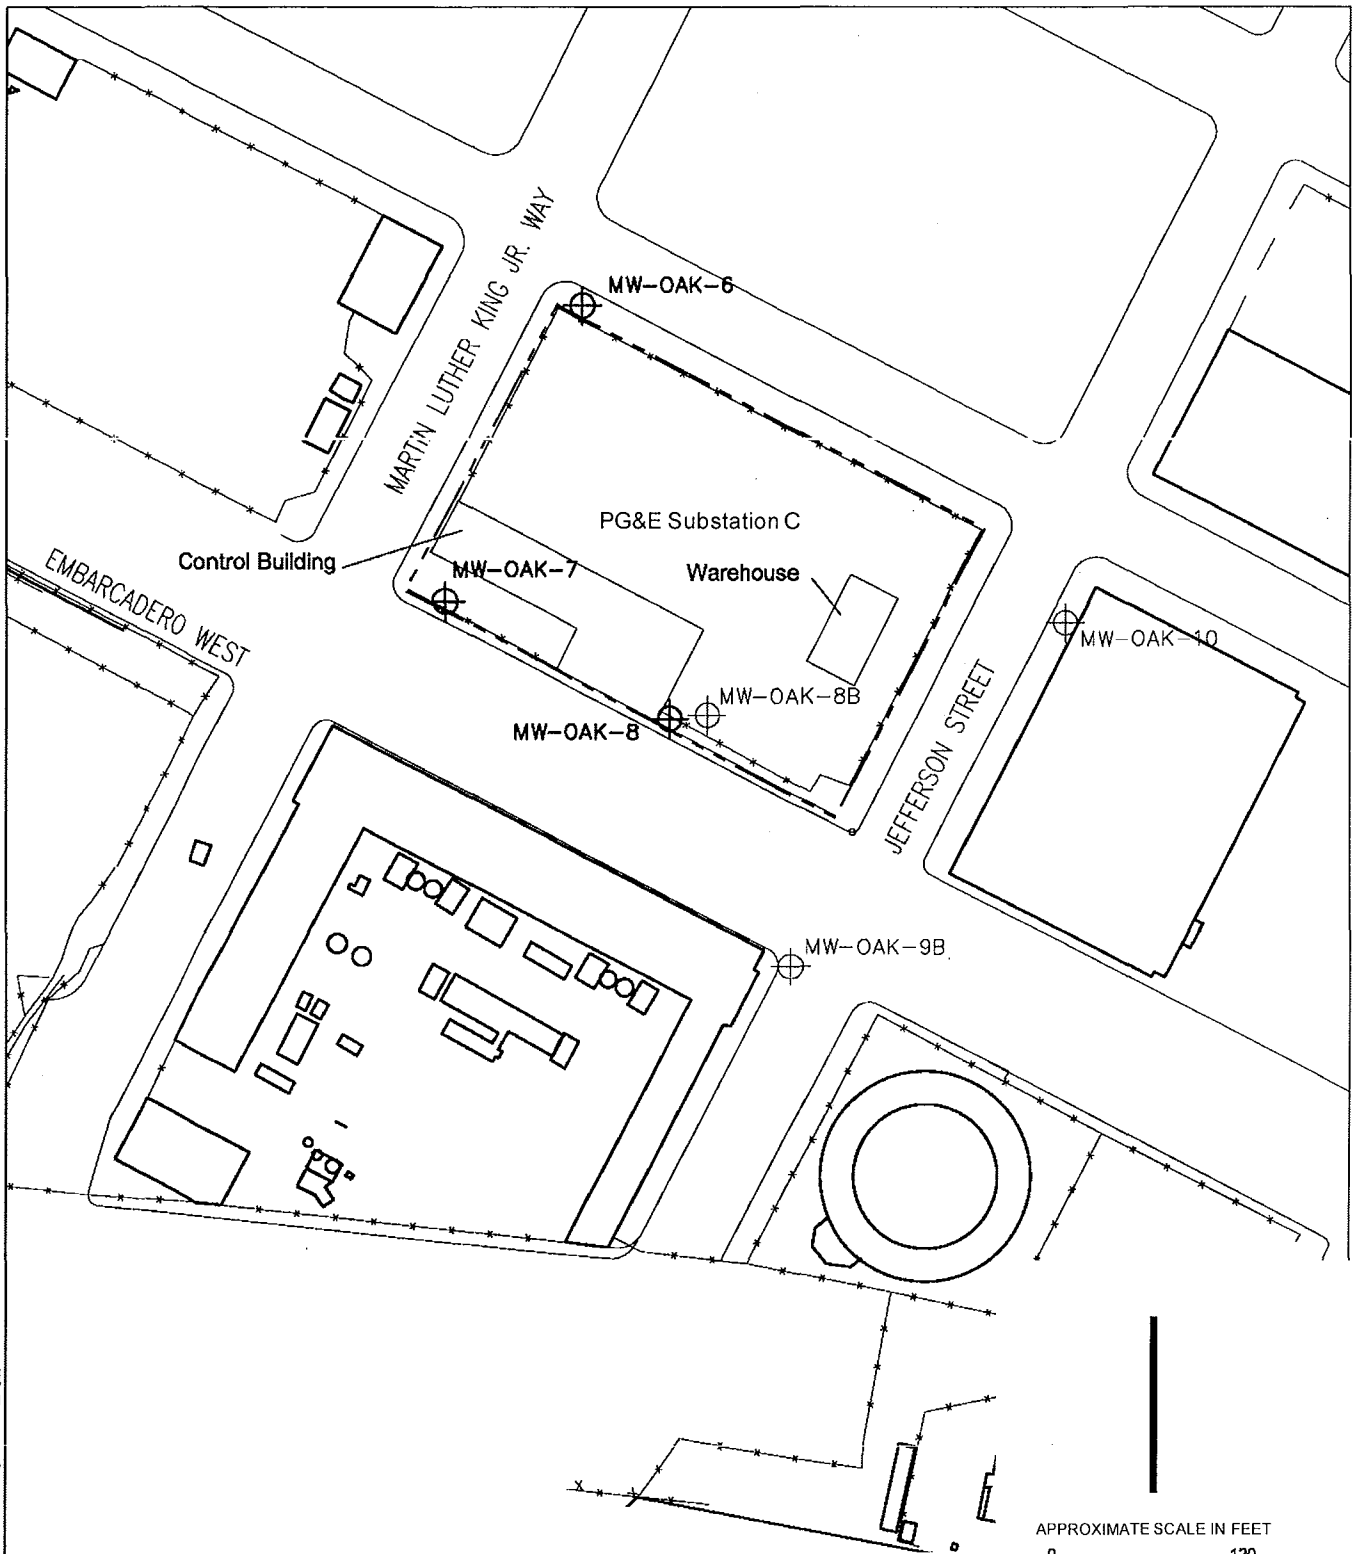 MARTIN LUTHER KING JR. WAY
MW-OAK-6
PG&E Substation C
Control Building
EMBARCADERO WEST
MW-OAK-7
Warehouse
MW-OAK-10
MW-OAK-8B
MW-OAK-8
JEFFERSON STREET
MW-OAK-9B
APPROXIMATE SCALE IN FEET